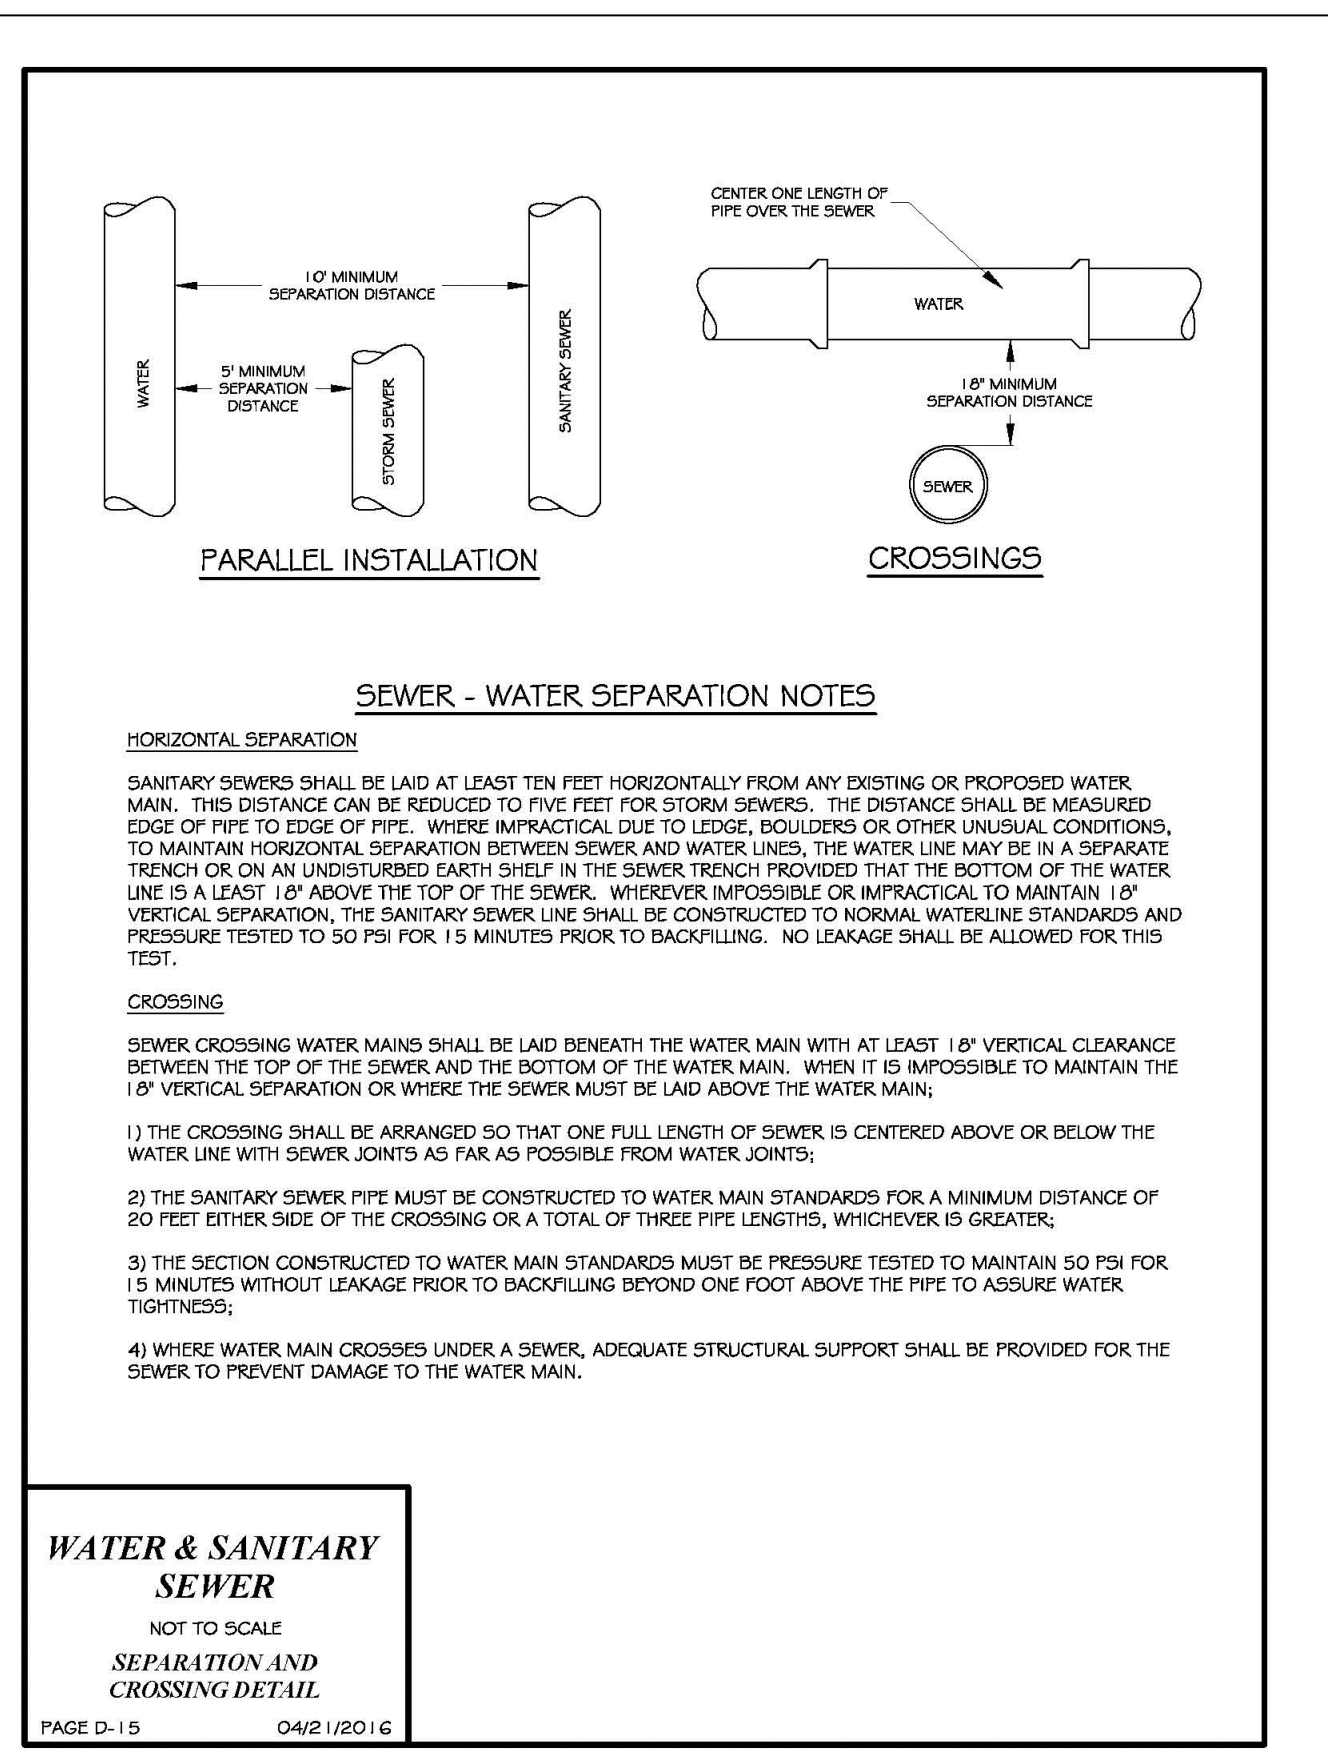 10' MINIMUM
SEPARATION DISTANCE
5' MINIMUM
SEPARATION
DISTANCE
WATER
STORM SEWER
SANITARY SEWER
PARALLEL INSTALLATION
CENTER ONE LENGTH OF
PIPE OVER THE SEWER
WATER
18" MINIMUM
SEPARATION DISTANCE
SEWER
CROSSINGS
SEWER - WATER SEPARATION NOTES
HORIZONTAL SEPARATION
SANITARY SEWERS SHALL BE LAID AT LEAST TEN FEET HORIZONTALLY FROM ANY EXISTING OR PROPOSED WATER
MAIN. THIS DISTANCE CAN BE REDUCED TO FIVE FEET FOR STORM SEWERS. THE DISTANCE SHALL BE MEASURED
EDGE OF PIPE TO EDGE OF PIPE. WHERE IMPRACTICAL DUE TO LEDGE, BOULDERS OR OTHER UNUSUAL CONDITIONS,
TO MAINTAIN HORIZONTAL SEPARATION BETWEEN SEWER AND WATER LINES, THE WATER LINE MAY BE IN A SEPARATE
TRENCH OR ON AN UNDISTURBED EARTH SHELF IN THE SEWER TRENCH PROVIDED THAT THE BOTTOM OF THE WATER
LINE IS A LEAST 18" ABOVE THE TOP OF THE SEWER. WHEREVER IMPOSSIBLE OR IMPRACTICAL TO MAINTAIN 18"
VERTICAL SEPARATION, THE SANITARY SEWER LINE SHALL BE CONSTRUCTED TO NORMAL WATERLINE STANDARDS AND
PRESSURE TESTED TO 50 PSI FOR 15 MINUTES PRIOR TO BACKFILLING. NO LEAKAGE SHALL BE ALLOWED FOR THIS
TEST.
CROSSING
SEWER CROSSING WATER MAINS SHALL BE LAID BENEATH THE WATER MAIN WITH AT LEAST 18" VERTICAL CLEARANCE
BETWEEN THE TOP OF THE SEWER AND THE BOTTOM OF THE WATER MAIN. WHEN IT IS IMPOSSIBLE TO MAINTAIN THE
18" VERTICAL SEPARATION OR WHERE THE SEWER MUST BE LAID ABOVE THE WATER MAIN;
1) THE CROSSING SHALL BE ARRANGED SO THAT ONE FULL LENGTH OF SEWER IS CENTERED ABOVE OR BELOW THE
WATER LINE WITH SEWER JOINTS AS FAR AS POSSIBLE FROM WATER JOINTS;
2) THE SANITARY SEWER PIPE MUST BE CONSTRUCTED TO WATER MAIN STANDARDS FOR A MINIMUM DISTANCE OF
20 FEET EITHER SIDE OF THE CROSSING OR A TOTAL OF THREE PIPE LENGTHS, WHICHEVER IS GREATER;
3) THE SECTION CONSTRUCTED TO WATER MAIN STANDARDS MUST BE PRESSURE TESTED TO MAINTAIN 50 PSI FOR
15 MINUTES WITHOUT LEAKAGE PRIOR TO BACKFILLING BEYOND ONE FOOT ABOVE THE PIPE TO ASSURE WATER
TIGHTNESS;
4) WHERE WATER MAIN CROSSES UNDER A SEWER, ADEQUATE STRUCTURAL SUPPORT SHALL BE PROVIDED FOR THE
SEWER TO PREVENT DAMAGE TO THE WATER MAIN.
WATER & SANITARY
SEWER
NOT TO SCALE
SEPARATION AND
CROSSING DETAIL
PAGE D-15 04/21/2016